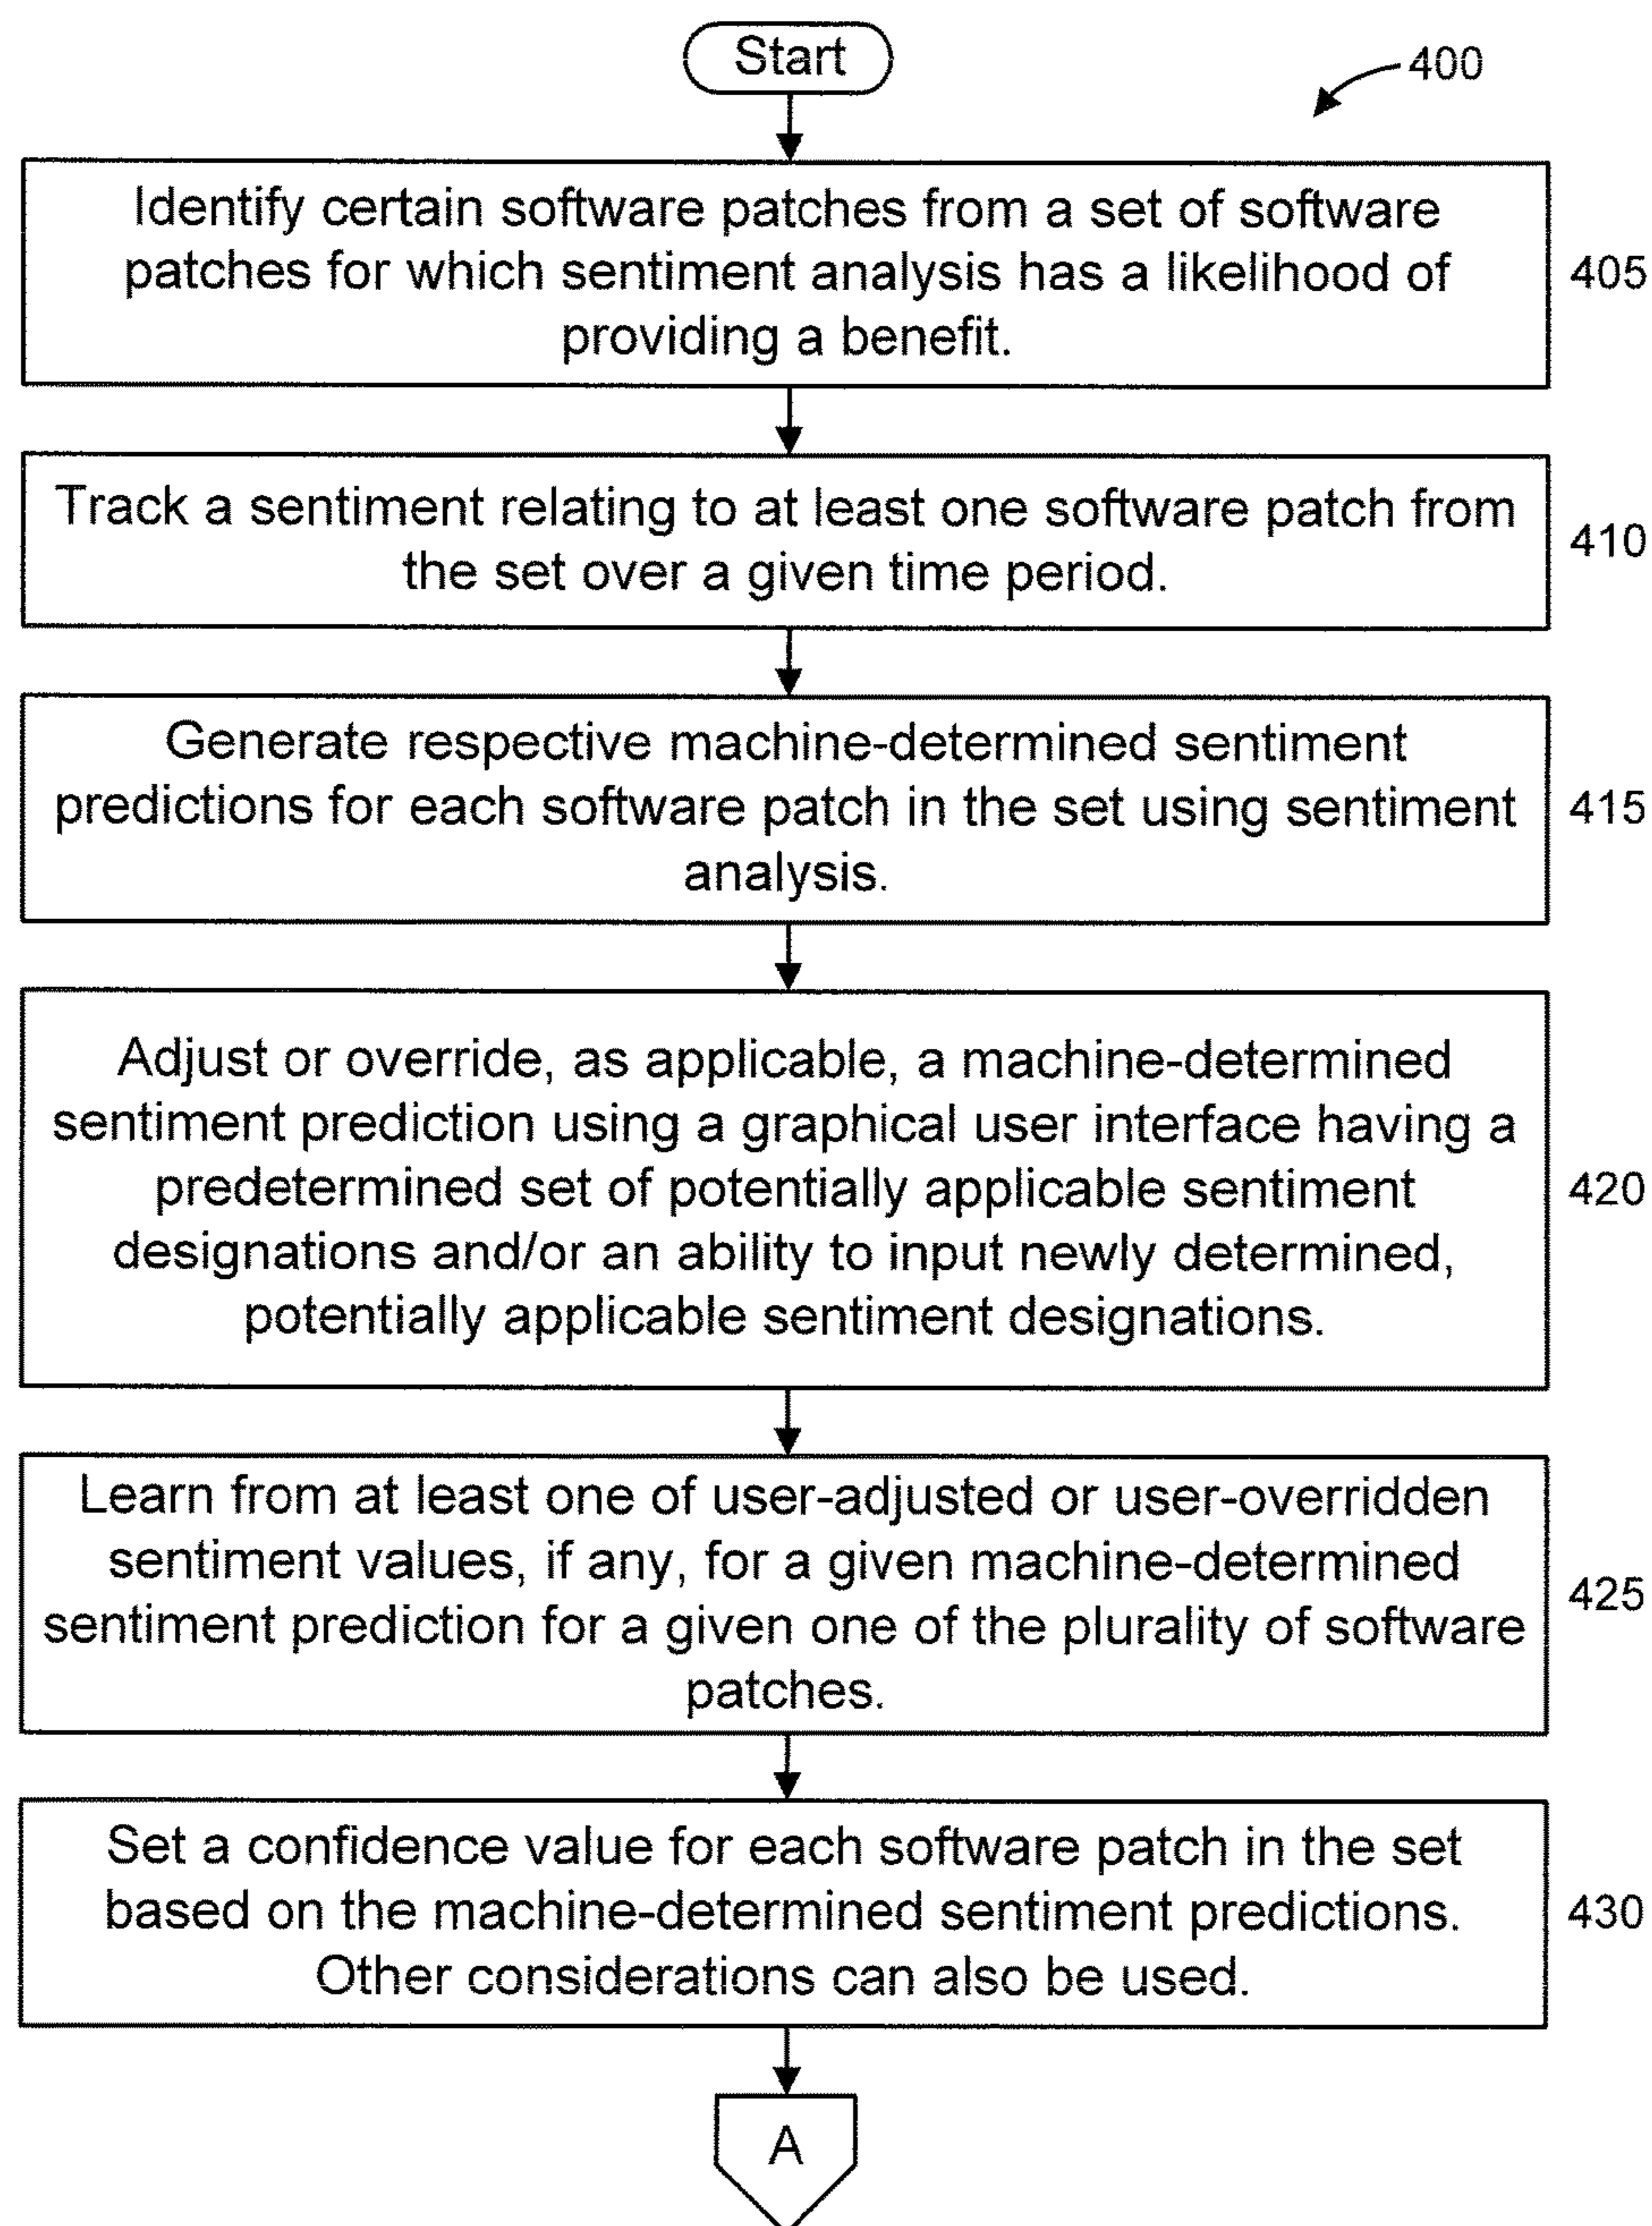 Start
400
Identify certain software patches from a set of software
patches for which sentiment analysis has a likelihood of
providing a benefit.
405
Track a sentiment relating to at least one software patch from
the set over a given time period.
410
Generate respective machine-determined sentiment
predictions for each software patch in the set using sentiment
analysis.
415
Adjust or override, as applicable, a machine-determined
sentiment prediction using a graphical user interface having a
predetermined set of potentially applicable sentiment
designations and/or an ability to input newly determined,
potentially applicable sentiment designations.
420
Learn from at least one of user-adjusted or user-overridden
sentiment values, if any, for a given machine-determined
sentiment prediction for a given one of the plurality of software
patches.
425
Set a confidence value for each software patch in the set
based on the machine-determined sentiment predictions.
Other considerations can also be used.
430
A